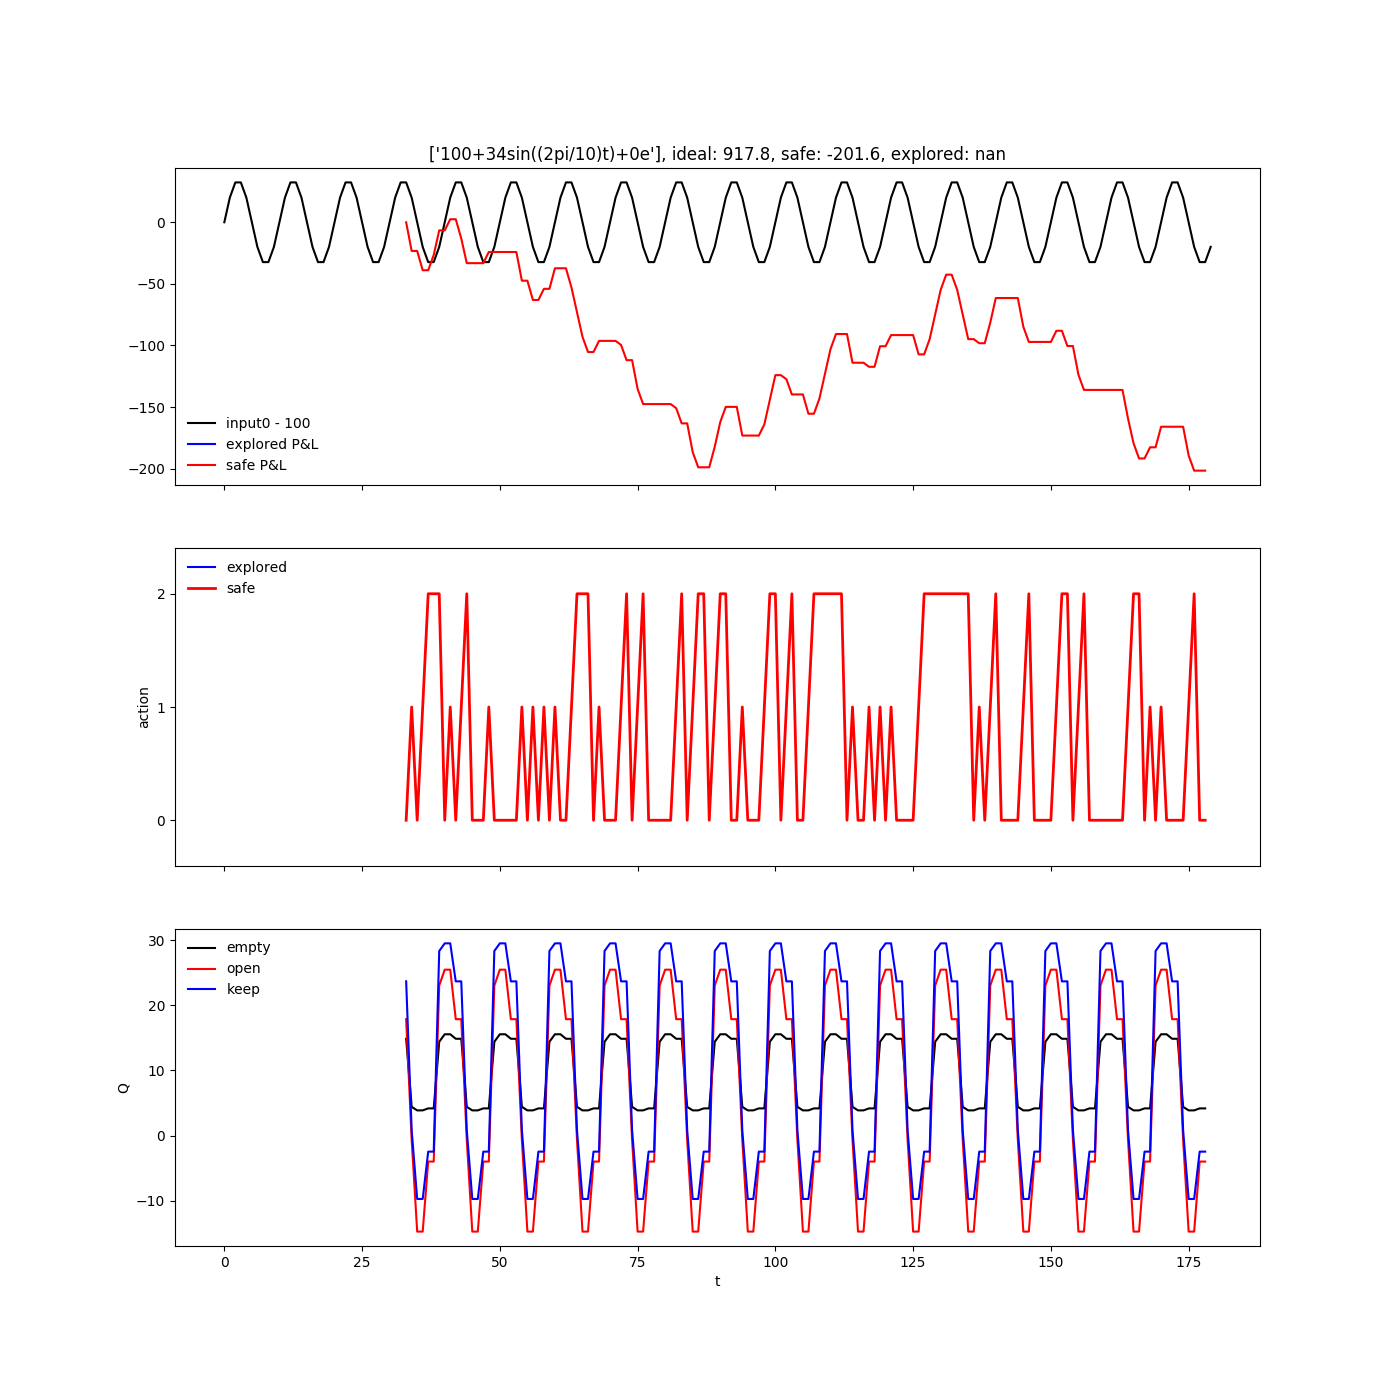 ['100+34sin((2pi/10)t)+0e'], ideal: 917.8, safe: -201.6, explored: nan
0
−50
−100
−150
−200
input0 - 100
explored P&L
safe P&L
2
1
0
action
explored
safe
30
20
10
0
−10
Q
empty
open
keep
0
25
50
75
100
125
150
175
t